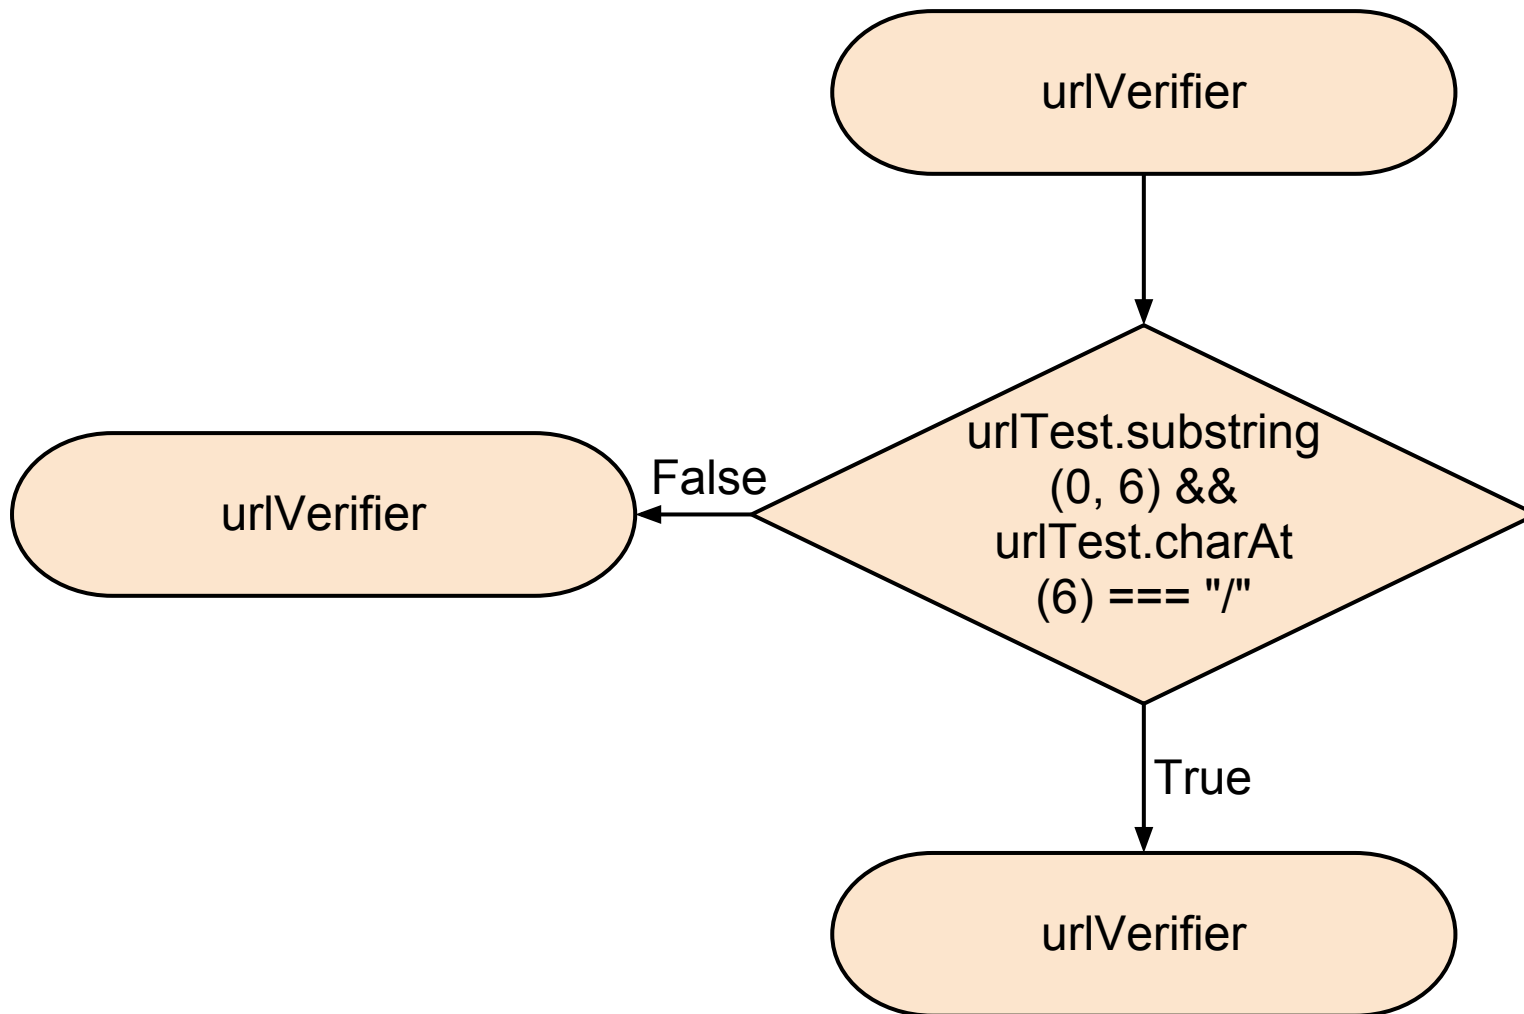 urlVerifier
urlTest.substring
(0, 6) &&
urlTest.charAt
(6) === "/"
False
urlVerifier
True
urlVerifier